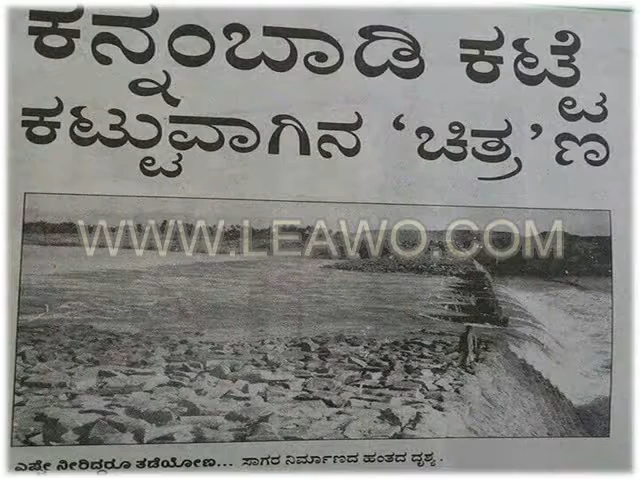 ಕನ್ನಂಬಾಡಿ ಕಟ್ಟೆ
ಕಟ್ಟುವಾಗಿನ ‘ಚಿತ್ರ’ಣ
WWW.LEAWO.COM
ಎಷ್ಟೇ ನೀರಿದ್ದರೂ ತಡೆಯೋಣ... ಸಾಗರ ನಿರ್ಮಾಣದ ಹಂತದ ದೃಶ್ಯ.